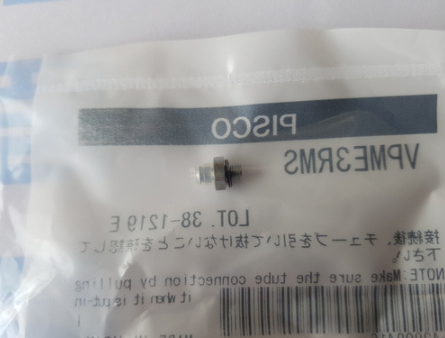 PISCO
VPME3RMS
LOT. 38-1219 E
接続後、チューブを引いて抜けないことを確認して
下さい。
NOTE:Make sure the tube connection by pulling
it when it is put-in
MADE IN